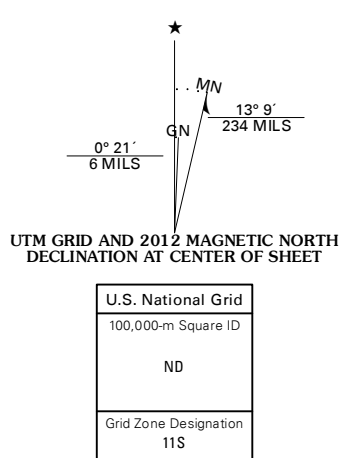 ★
MN
13° 9´
234 MILS
GN
0° 21´
6 MILS
UTM GRID AND 2012 MAGNETIC NORTH
DECLINATION AT CENTER OF SHEET
U.S. National Grid
100,000-m Square ID
ND
Grid Zone Designation
11S